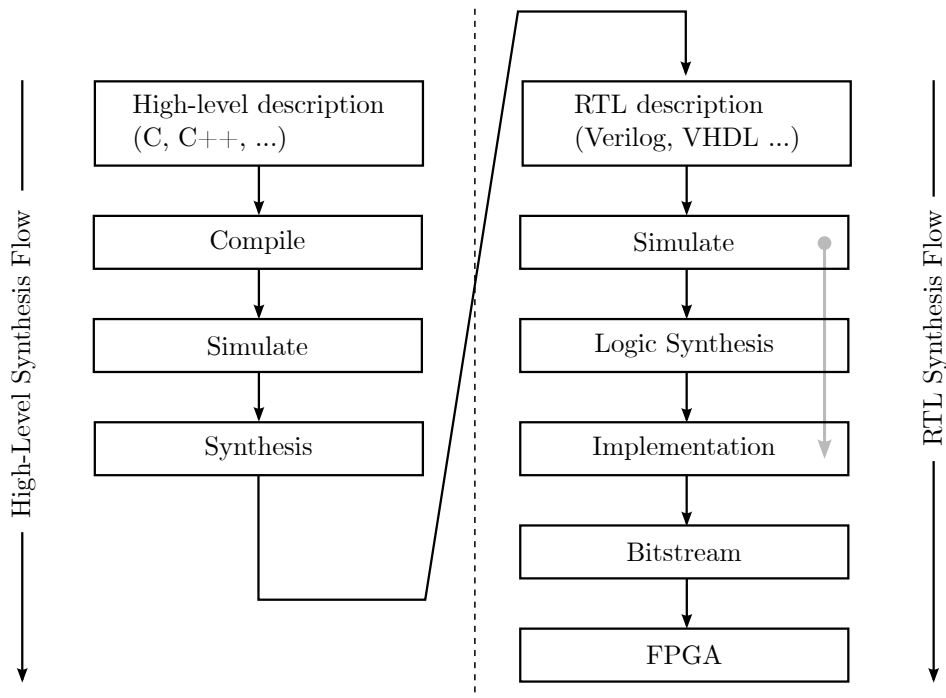 High-Level Synthesis Flow
High-level description
(C, C++, ...)
Compile
Simulate
Synthesis
RTL description
(Verilog, VHDL ...)
Simulate
Logic Synthesis
Implementation
Bitstream
FPGA
RTL Synthesis Flow